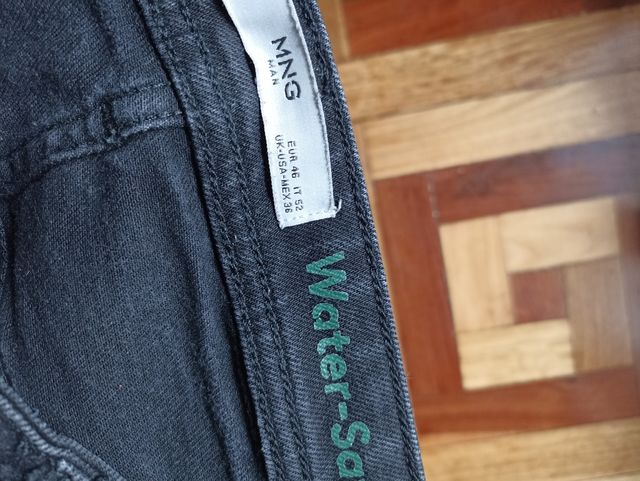 MNG
MAN
EUR 46 IT 52
UK-USA-MEX 36
Water-Sa